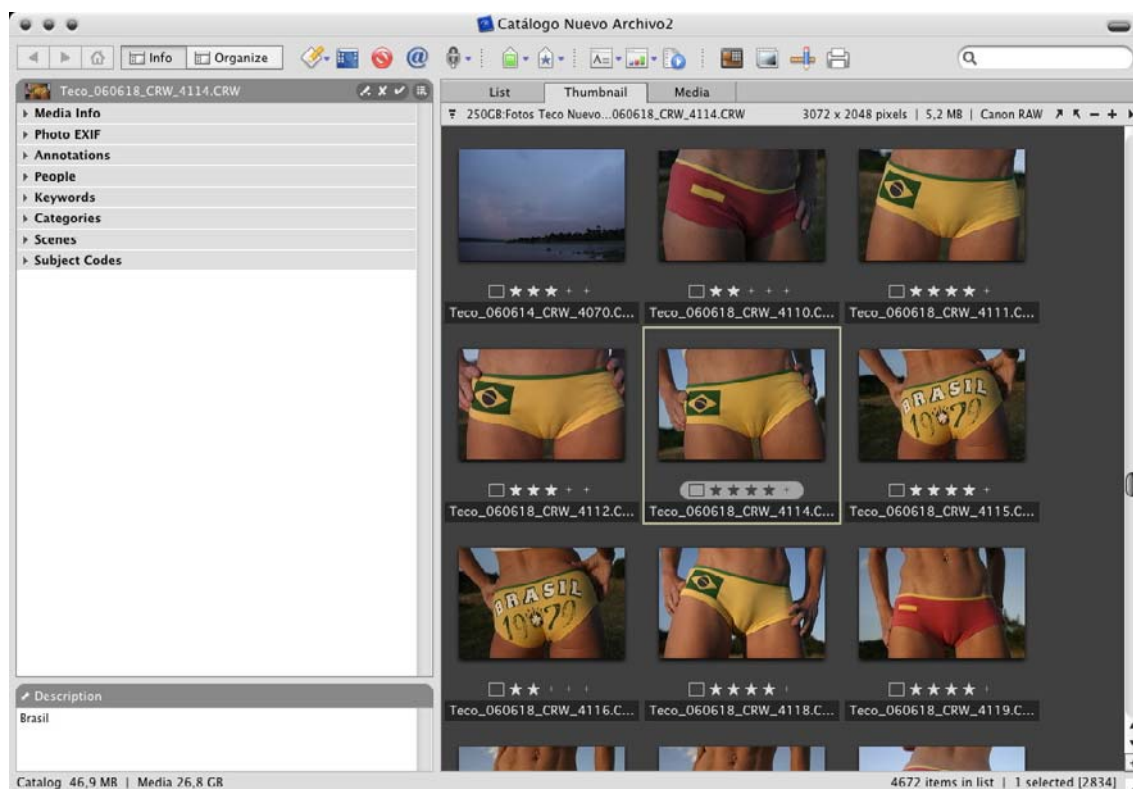 Catálogo Nuevo Archivo2
Info
Organize
Teco_060618_CRW_4114.CRW
Media Info
Photo EXIF
Annotations
People
Keywords
Categories
Scenes
Subject Codes
Description
Brasil
Catalog 46,9 MB | Media 26,8 GB
List Thumbnail Media
250GB:Fotos Teco Nuevo...060618_CRW_4114.CRW 3072 x 2048 pixels | 5,2 MB | Canon RAW
Teco_060614_CRW_4070.C... Teco_060618_CRW_4110.C... Teco_060618_CRW_4111.C...
BRASIL
1979
Teco_060618_CRW_4112.C... Teco_060618_CRW_4114.C... Teco_060618_CRW_4115.C...
BRASIL
1979
Teco_060618_CRW_4116.C... Teco_060618_CRW_4118.C... Teco_060618_CRW_4119.C...
4672 items in list | 1 selected [2834]